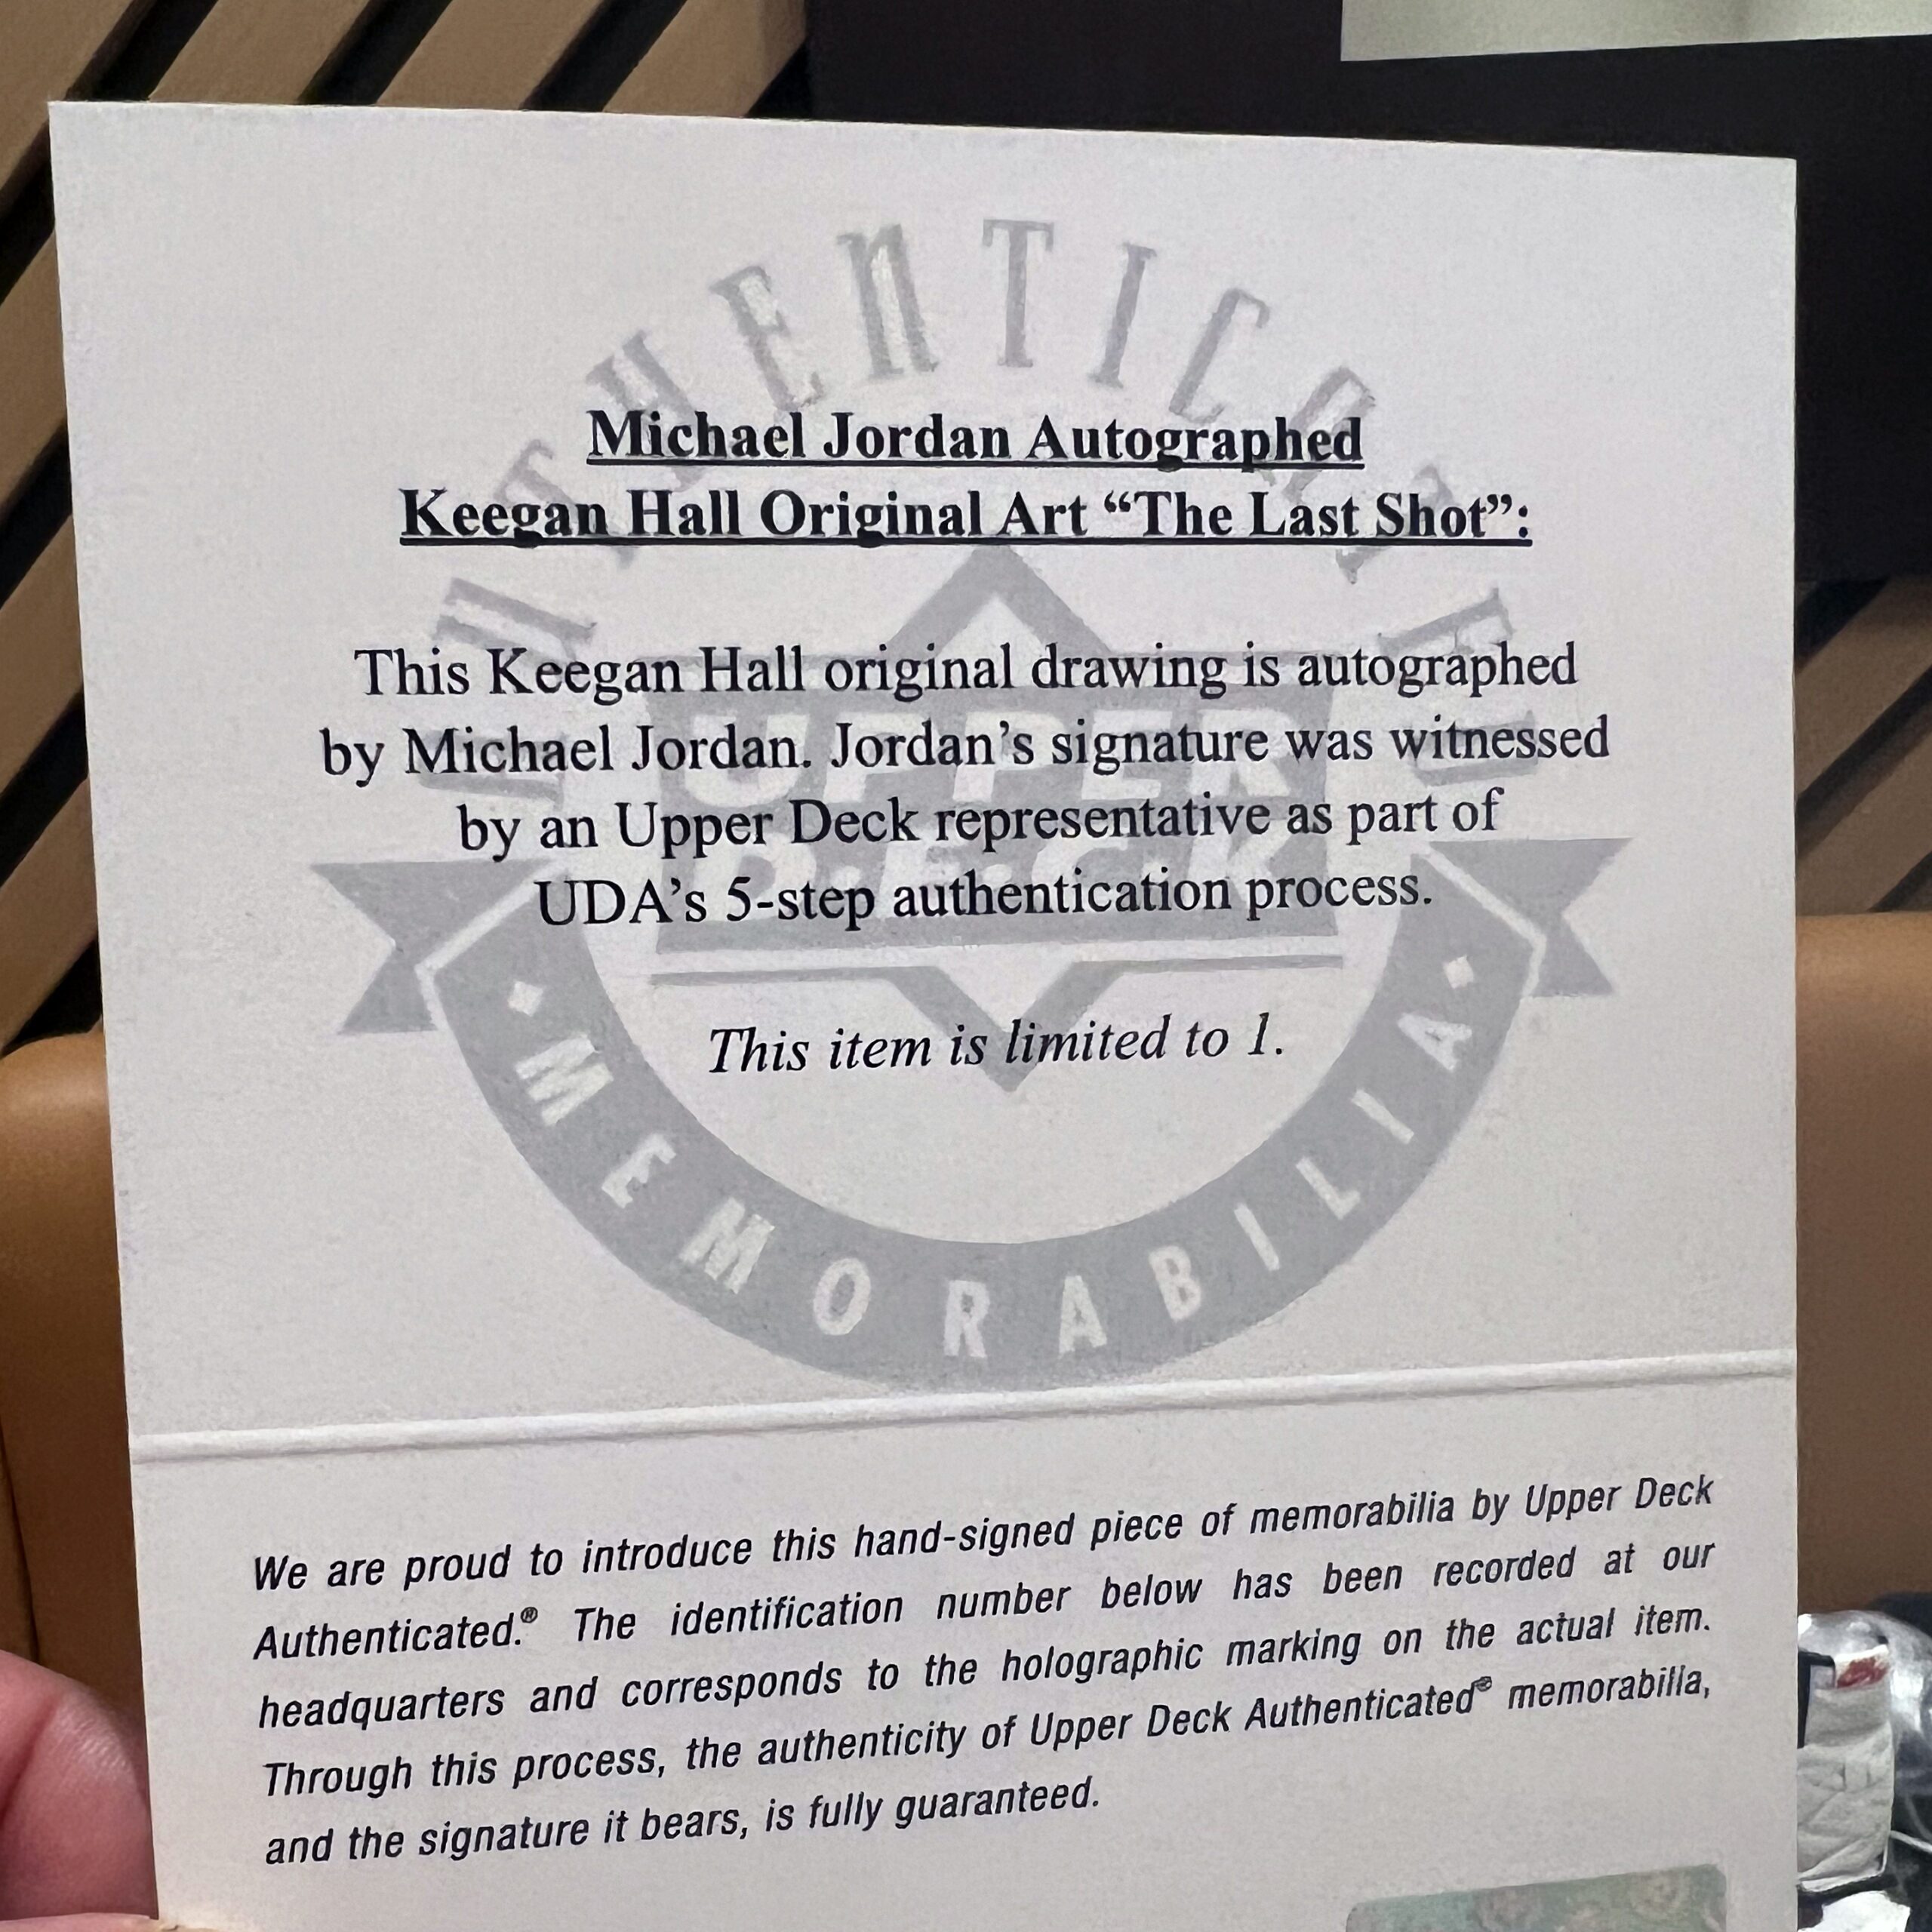 AUTHENTICATED
Michael Jordan Autographed
Keegan Hall Original Art “The Last Shot”:
This Keegan Hall original drawing is autographed
by Michael Jordan. Jordan’s signature was witnessed
by an Upper Deck representative as part of
UDA’s 5-step authentication process.
UPPER
DECK
This item is limited to 1.
MEMORABILIA
We are proud to introduce this hand-signed piece of memorabilia by Upper Deck
Authenticated.® The identification number below has been recorded at our
headquarters and corresponds to the holographic marking on the actual item.
Through this process, the authenticity of Upper Deck Authenticated® memorabilla,
and the signature it bears, is fully guaranteed.